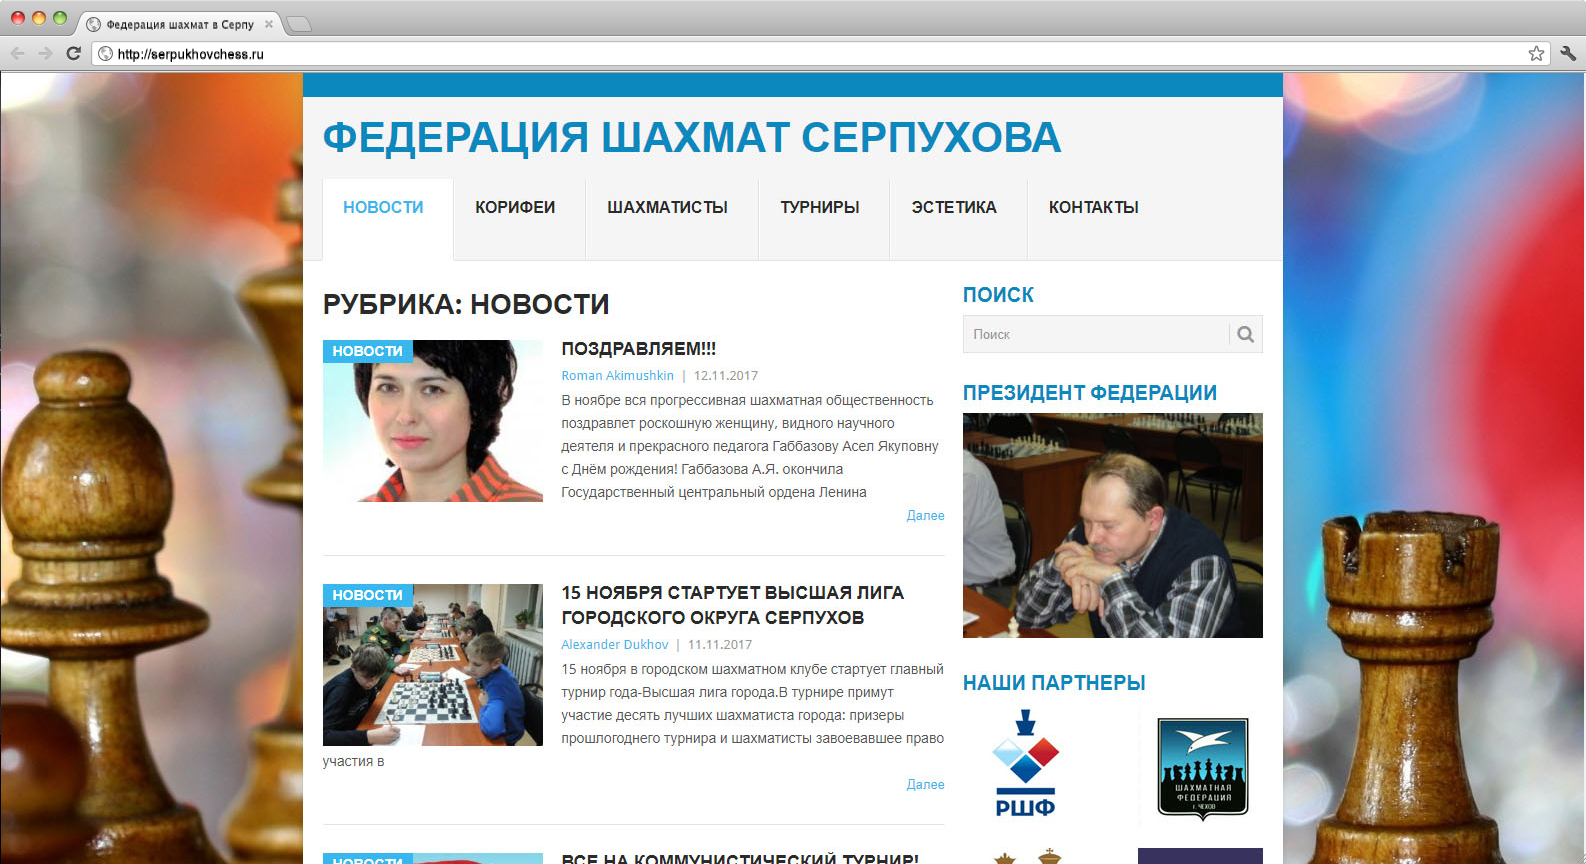 Федерация шахмат в Серпу
http://serpukhovchess.ru
ФЕДЕРАЦИЯ ШАХМАТ СЕРПУХОВА
НОВОСТИ
КОРИФЕИ
ШАХМАТИСТЫ
ТУРНИРЫ
ЭСТЕТИКА
КОНТАКТЫ
РУБРИКА: НОВОСТИ
НОВОСТИ
ПОЗДРАВЛЯЕМ!!!
Roman Akimushkin | 12.11.2017
В ноябре вся прогрессивная шахматная общественность
поздравлет роскошную женщину, видного научного
деятеля и прекрасного педагога Габбазову Асел Якуповну
с Днём рождения! Габбазова А.Я. окончила
Государственный центральный ордена Ленина
Далее
НОВОСТИ
15 НОЯБРЯ СТАРТУЕТ ВЫСШАЯ ЛИГА
ГОРОДСКОГО ОКРУГА СЕРПУХОВ
Alexander Dukhov | 11.11.2017
15 ноября в городском шахматном клубе стартует главный
турнир года-Высшая лига города.В турнире примут
участие десять лучших шахматиста города: призеры
прошлогоднего турнира и шахматисты завоевавшее право
участия в
Далее
НОВОСТИ
ВСЕ НА КОММУНИСТИЧЕСКИЙ ТУРНИР!
ПОИСК
Поиск
ПРЕЗИДЕНТ ФЕДЕРАЦИИ
НАШИ ПАРТНЕРЫ
РШФ
ШАХМАТНАЯ
ФЕДЕРАЦИЯ
г. ЧЕХОВ